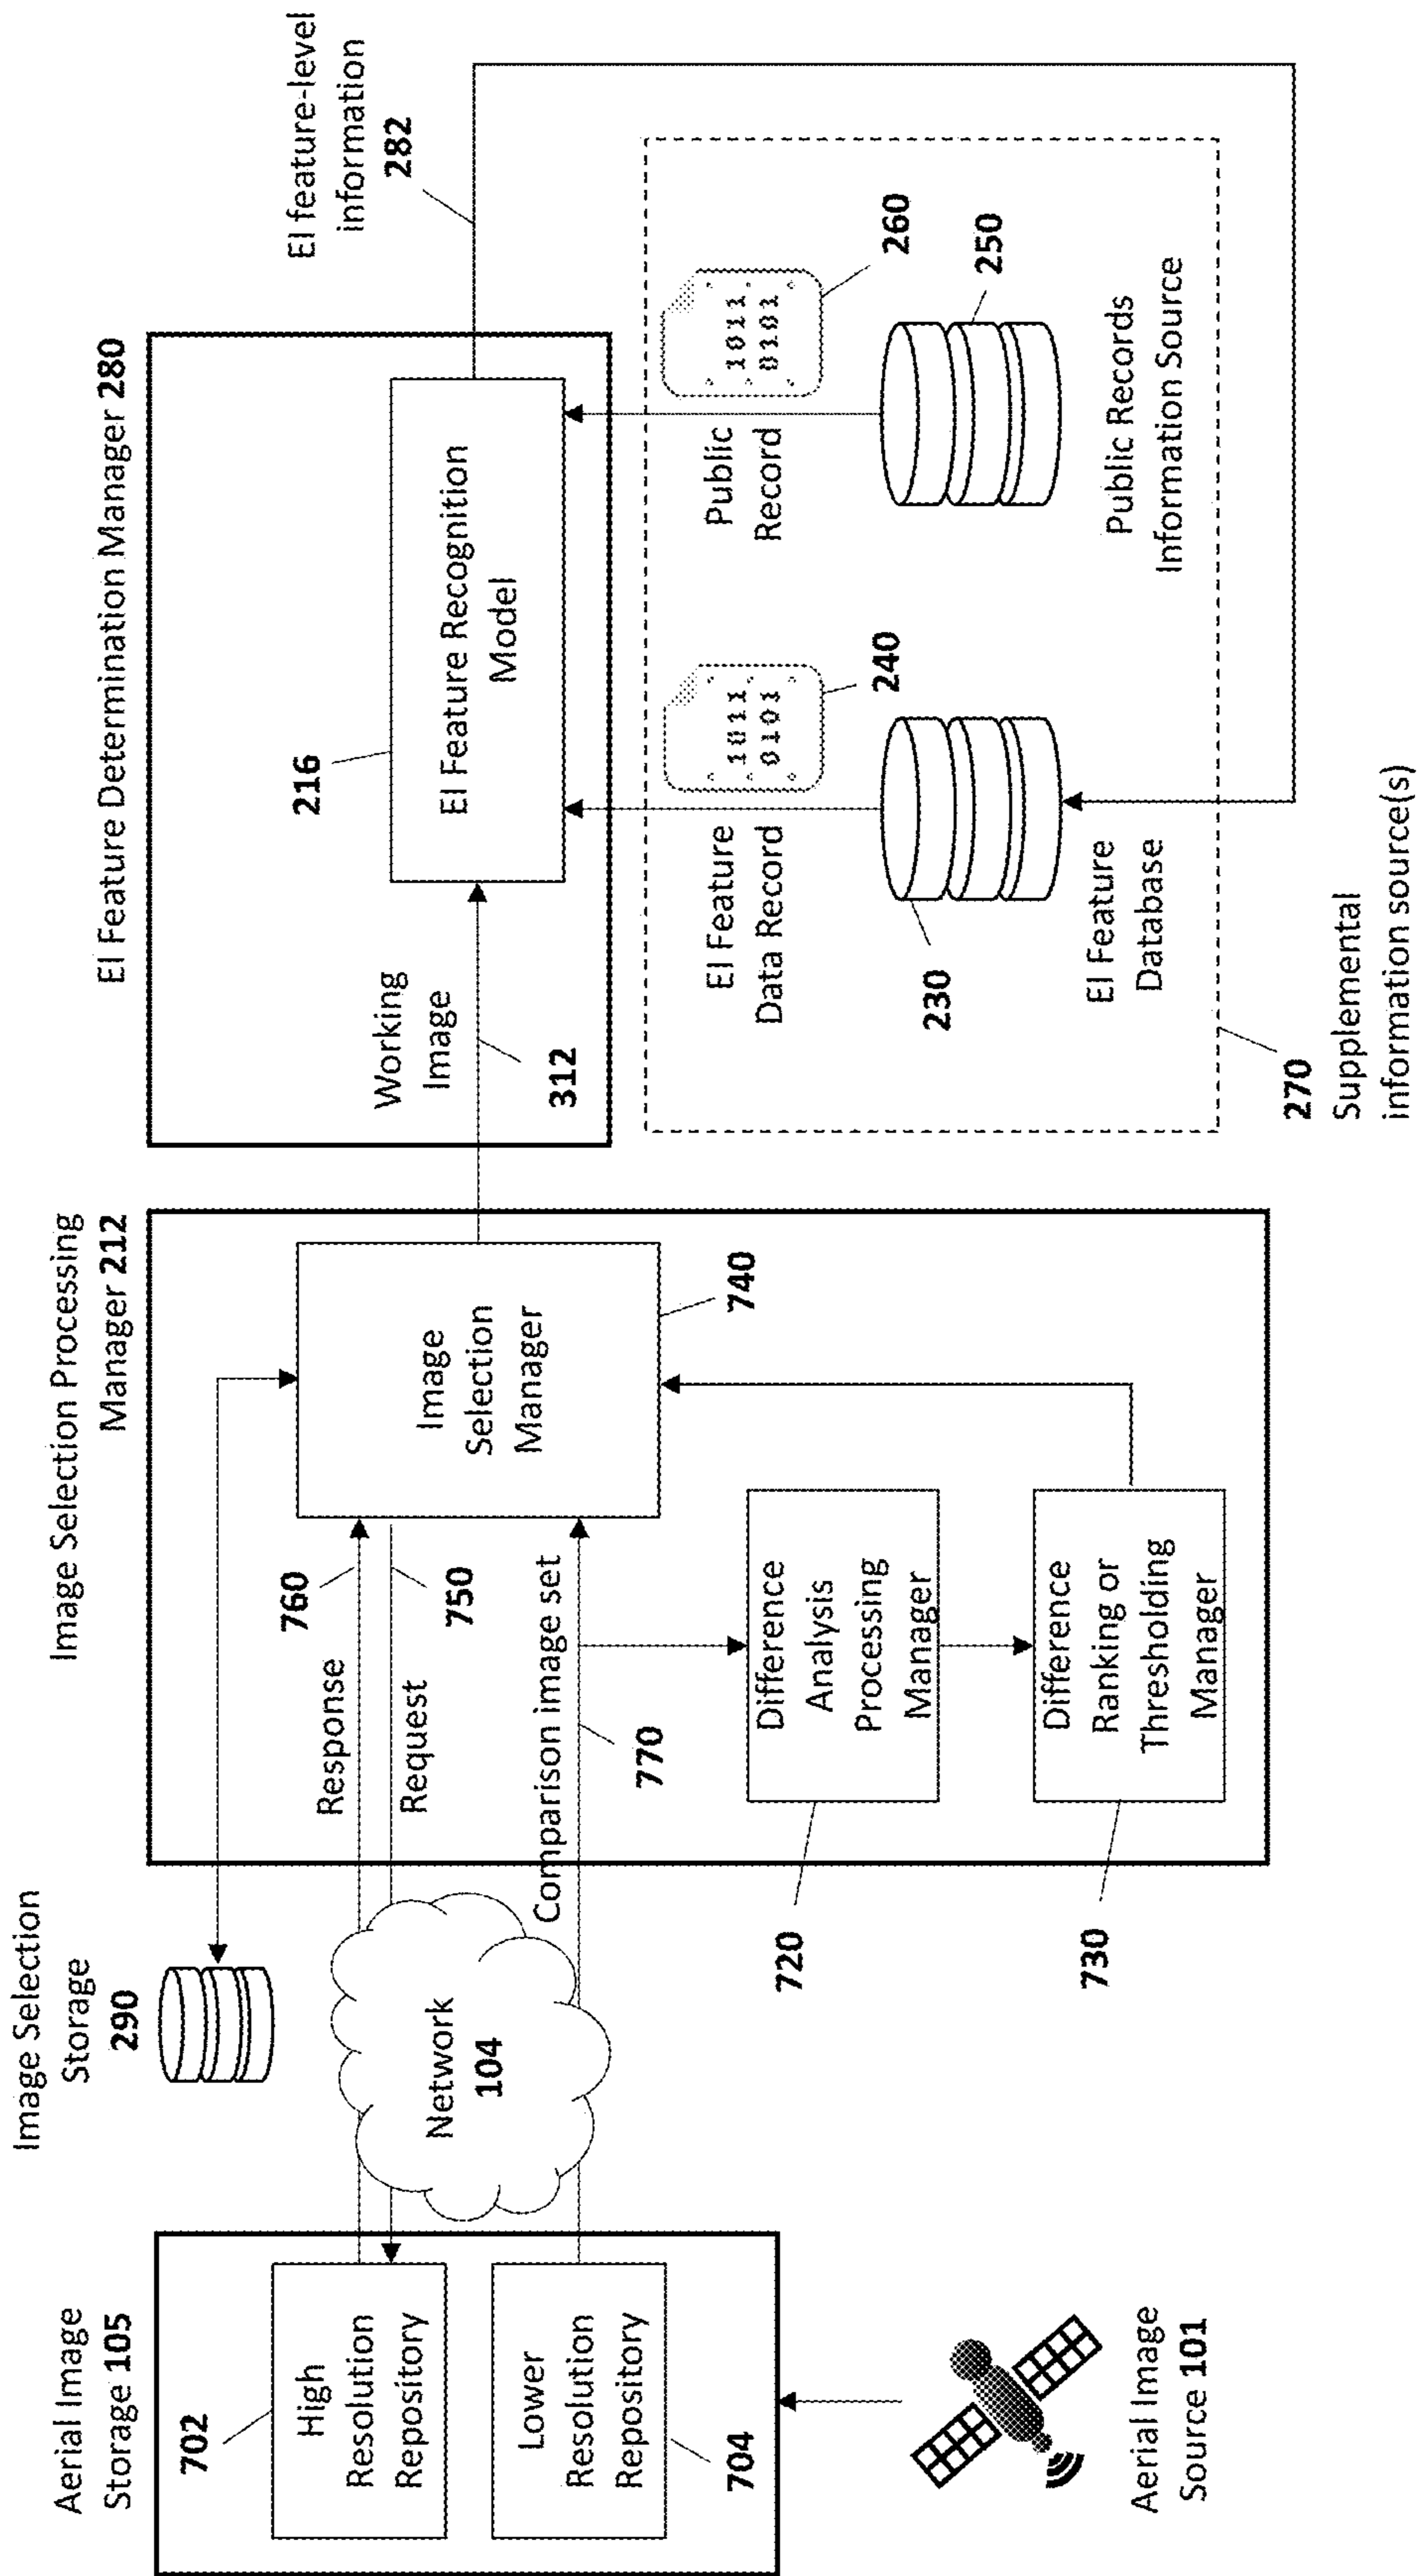 Aerial Image
Storage 105
702
High
Resolution
Repository
Lower
Resolution
Repository
704
Aerial Image
Source 101
Image Selection
Storage
290
Network
104
Image Selection Processing
Manager 212
Response
760
Request
750
Comparison image set
770
Image
Selection
Manager
740
Difference
Analysis
Processing
Manager
720
Difference
Ranking or
Thresholding
Manager
730
EI Feature Determination Manager 280
Working
Image
312
216
EI Feature Recognition
Model
EI feature-level
information
282
EI Feature
Data Record
1011
0101
240
230
EI Feature
Database
Public
Record
1011
0101
260
250
Public Records
Information Source
270
Supplemental
information source(s)